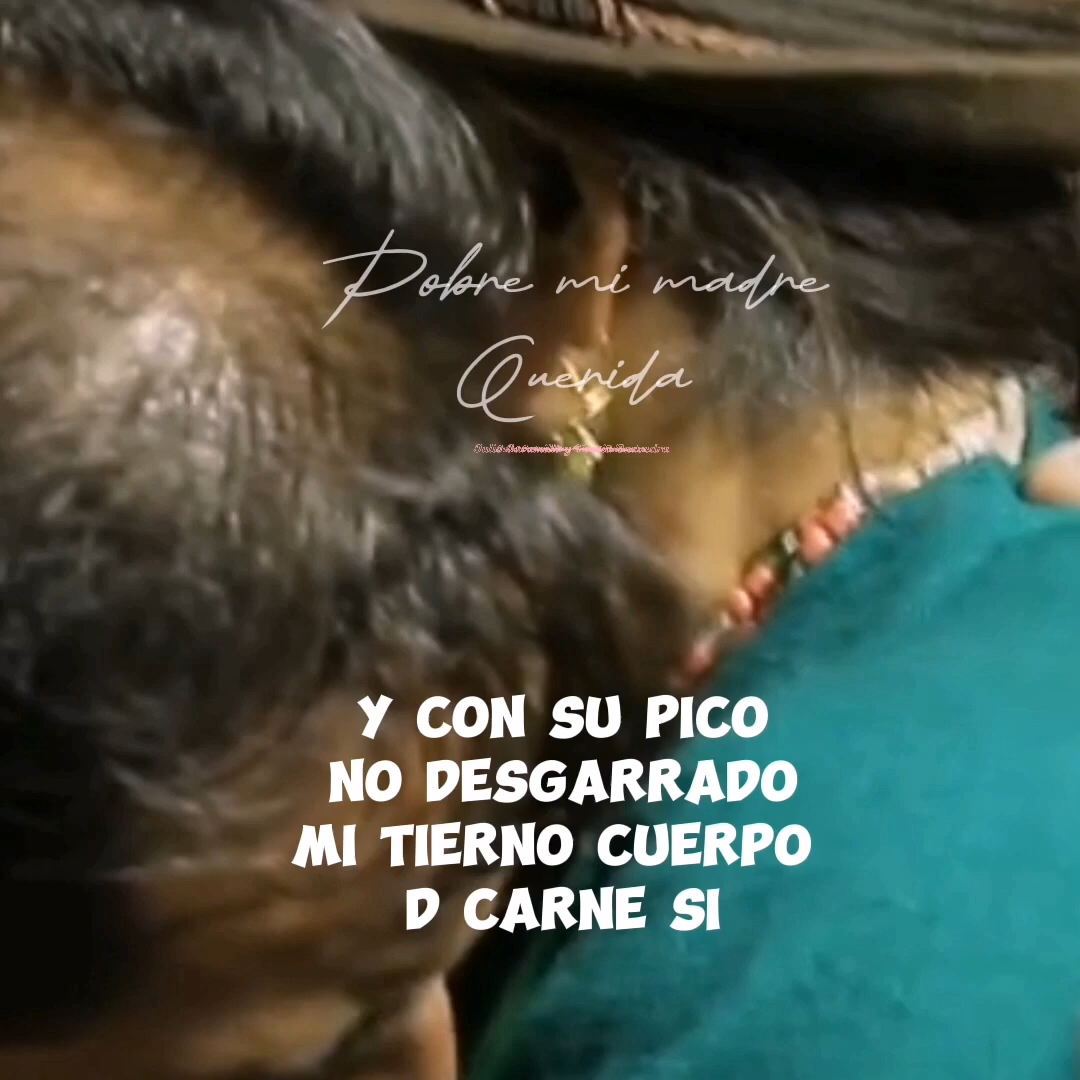 Pobre mi madre
Querida
Y CON SU PICO
NO DESGARRADO
MI TIERNO CUERPO
D CARNE SI